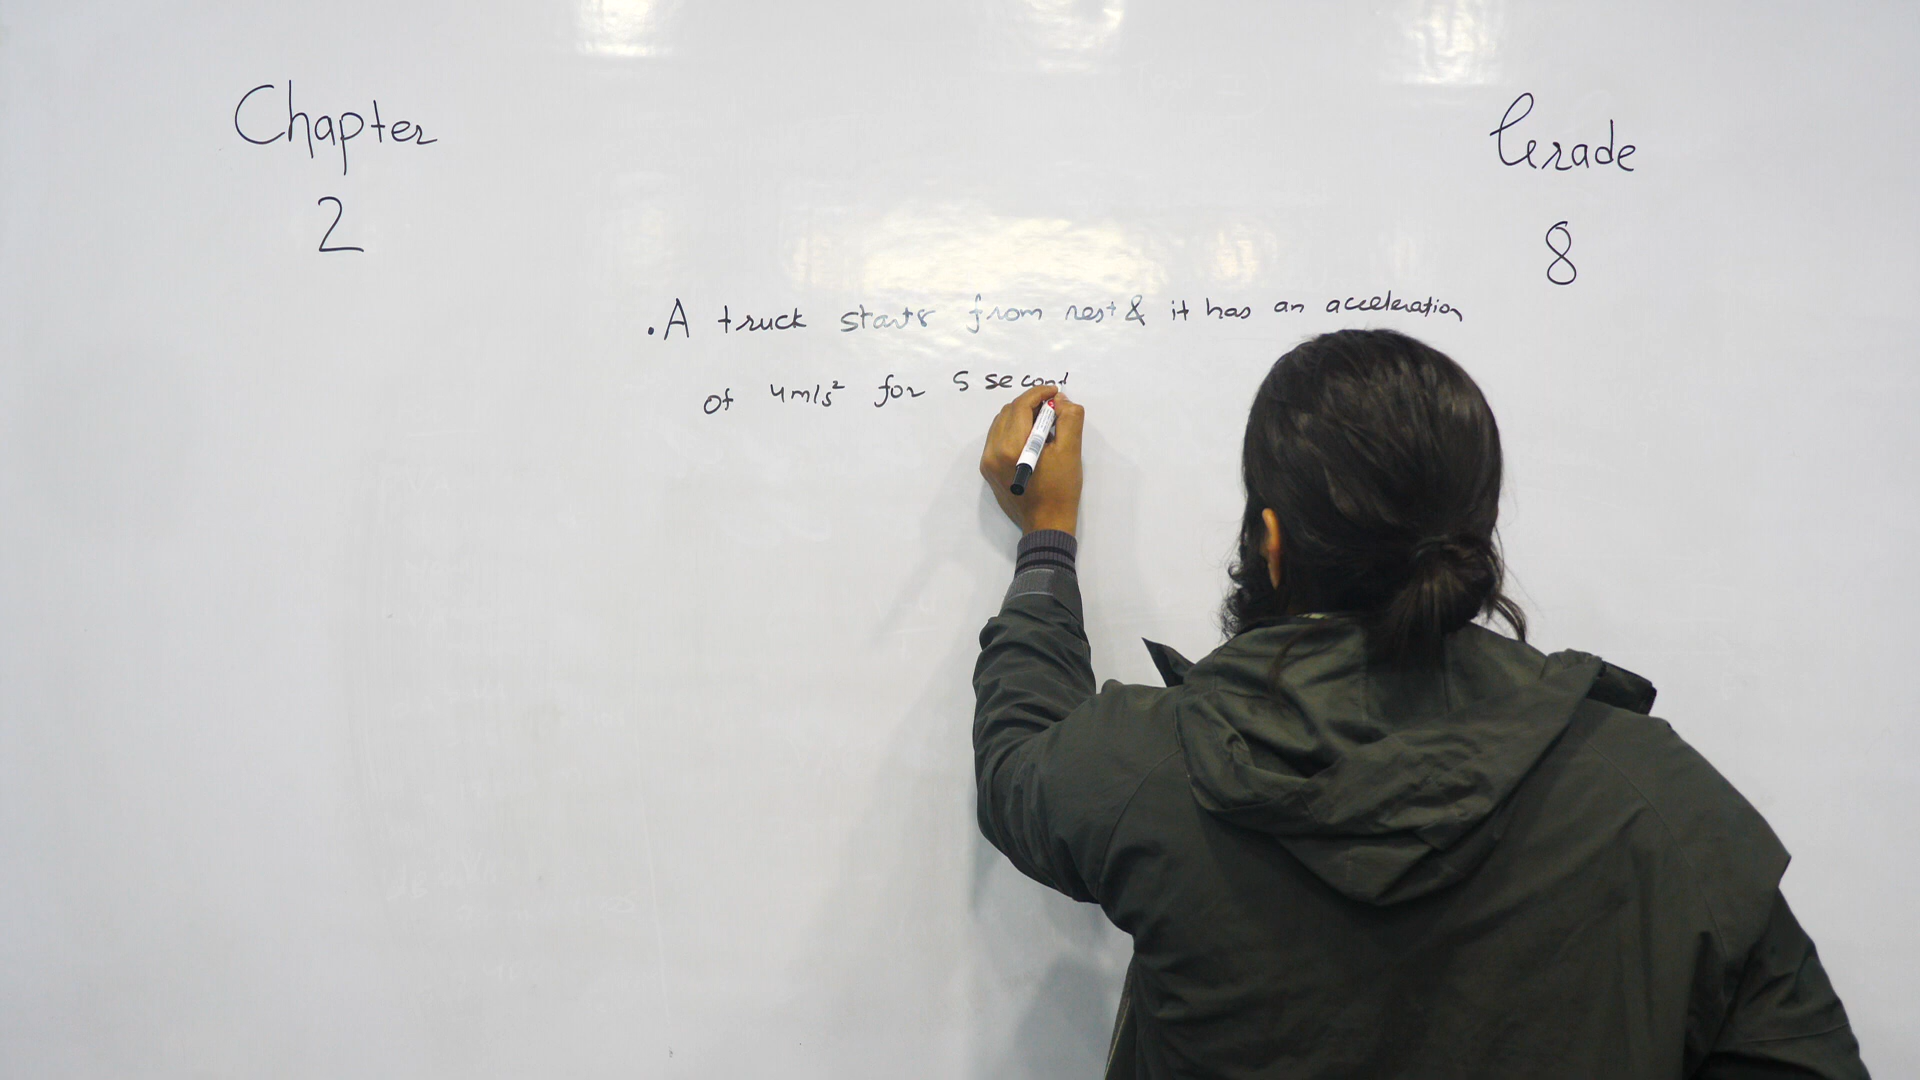 Chapter
2
Grade
8
. A truck starts from rest & it has an acceleration
of 4m/s² for 5 second